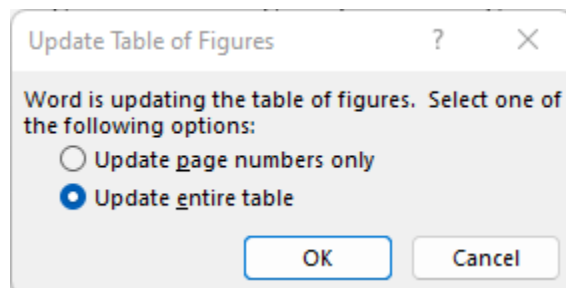 Update Table of Figures ?
Word is updating the table of figures. Select one of
the following options:
Update page numbers only
Update entire table
OK Cancel